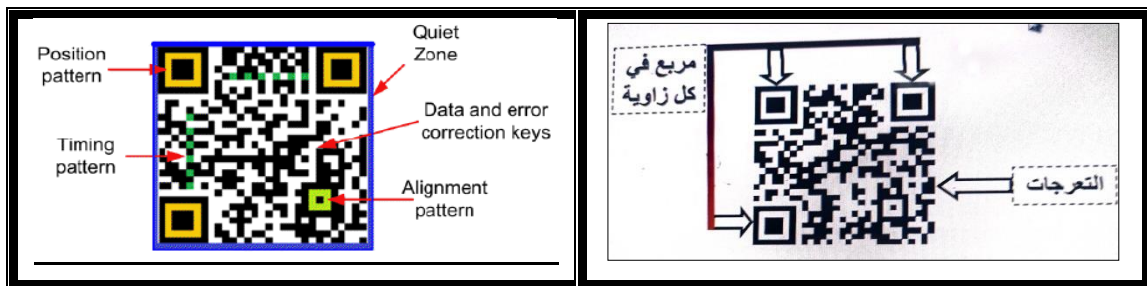 Position
pattern
Quiet
Zone
Data and error
correction keys
Timing
pattern
Alignment
pattern
مربع في
كل زاوية
التعرجات